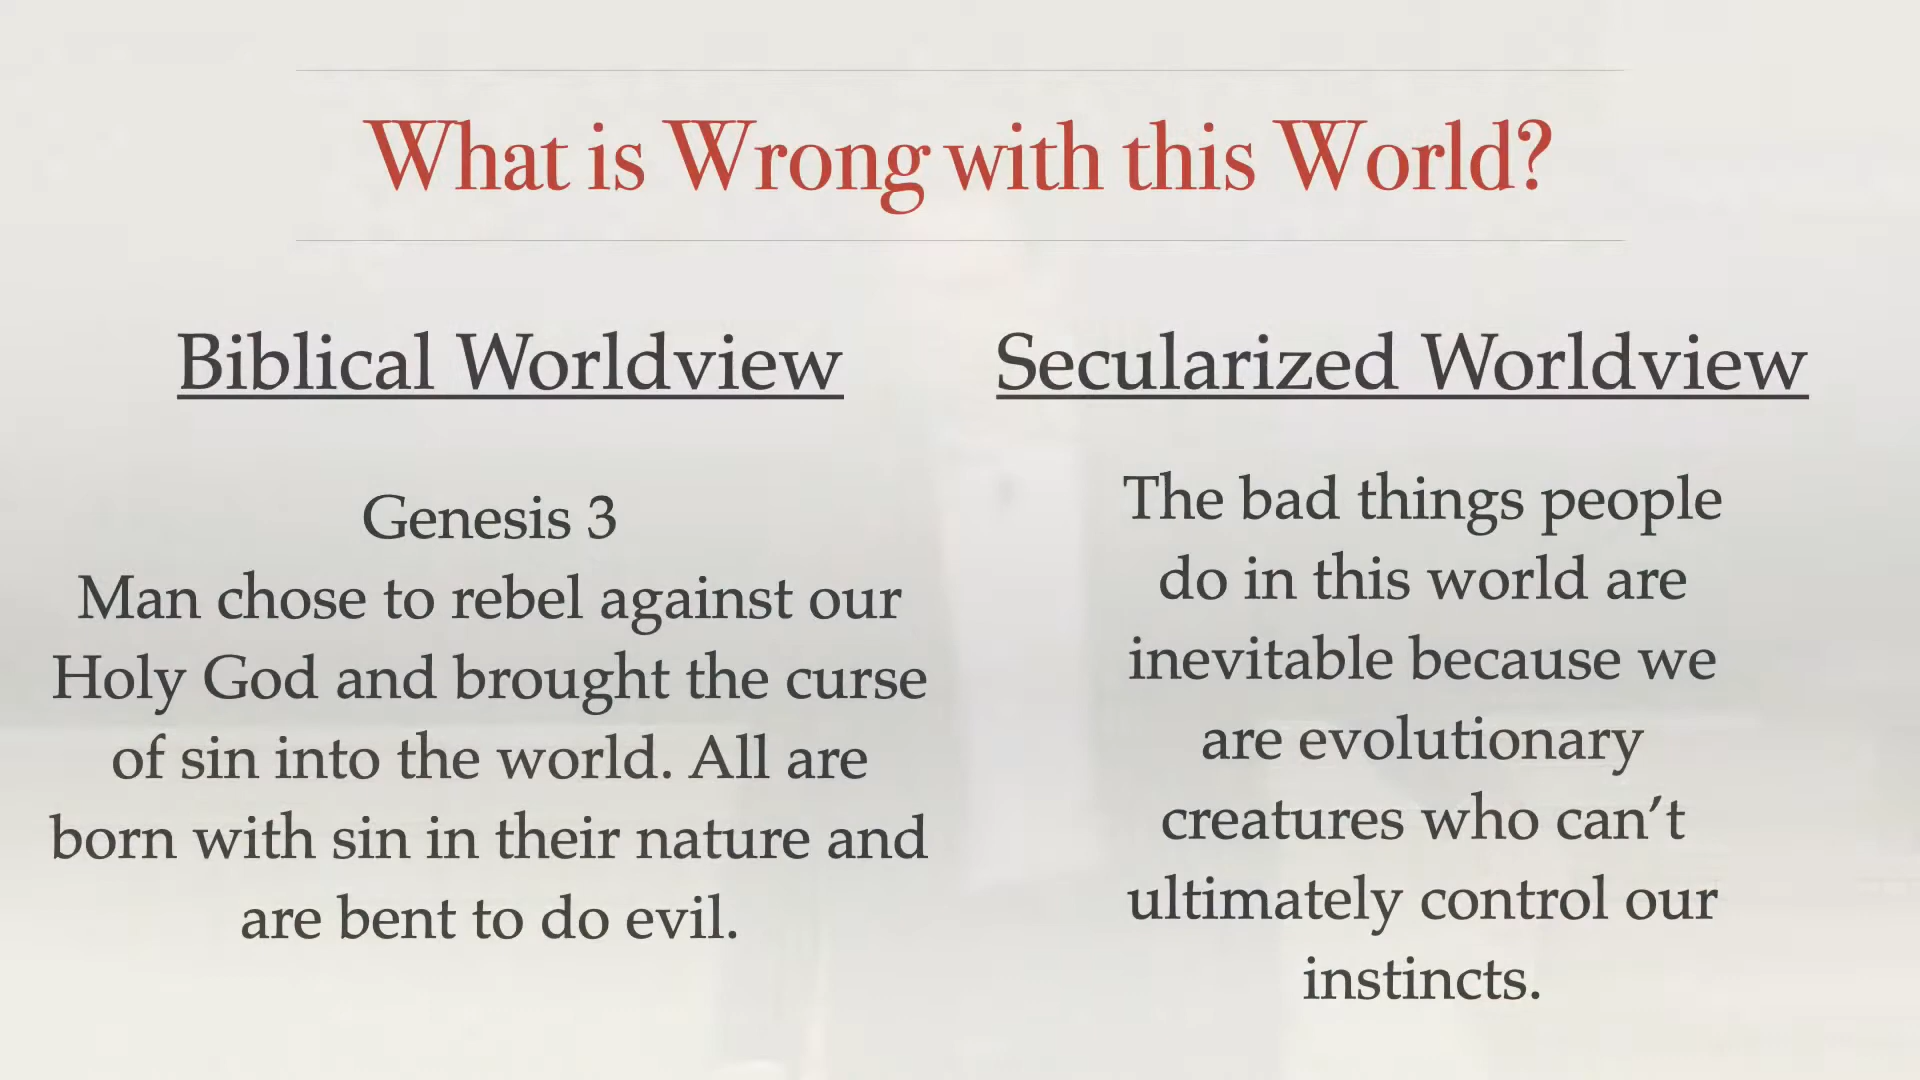 What is Wrong with this World?
Biblical Worldview
Genesis 3
Man chose to rebel against our
Holy God and brought the curse
of sin into the world. All are
born with sin in their nature and
are bent to do evil.
Secularized Worldview
The bad things people
do in this world are
inevitable because we
are evolutionary
creatures who can’t
ultimately control our
instincts.